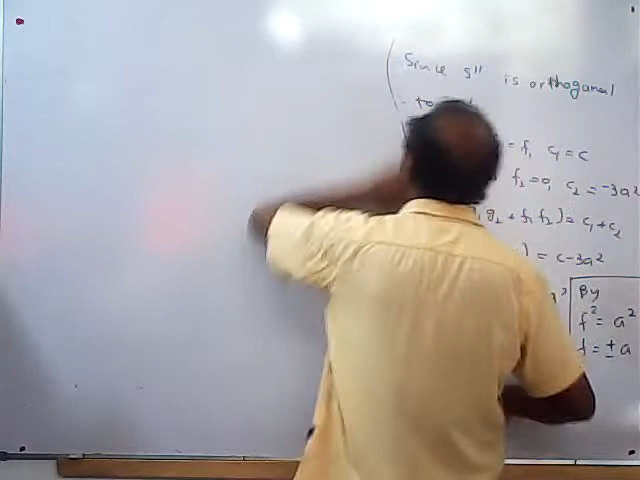 Since s'' is orthogonal
to
= f, c₁ = c
f₂ = 0, c₂ = -3a²
g₂ + f₁ f₂) = c₁ + c₂
) = c-3a²
By
f² = a²
f = ± a